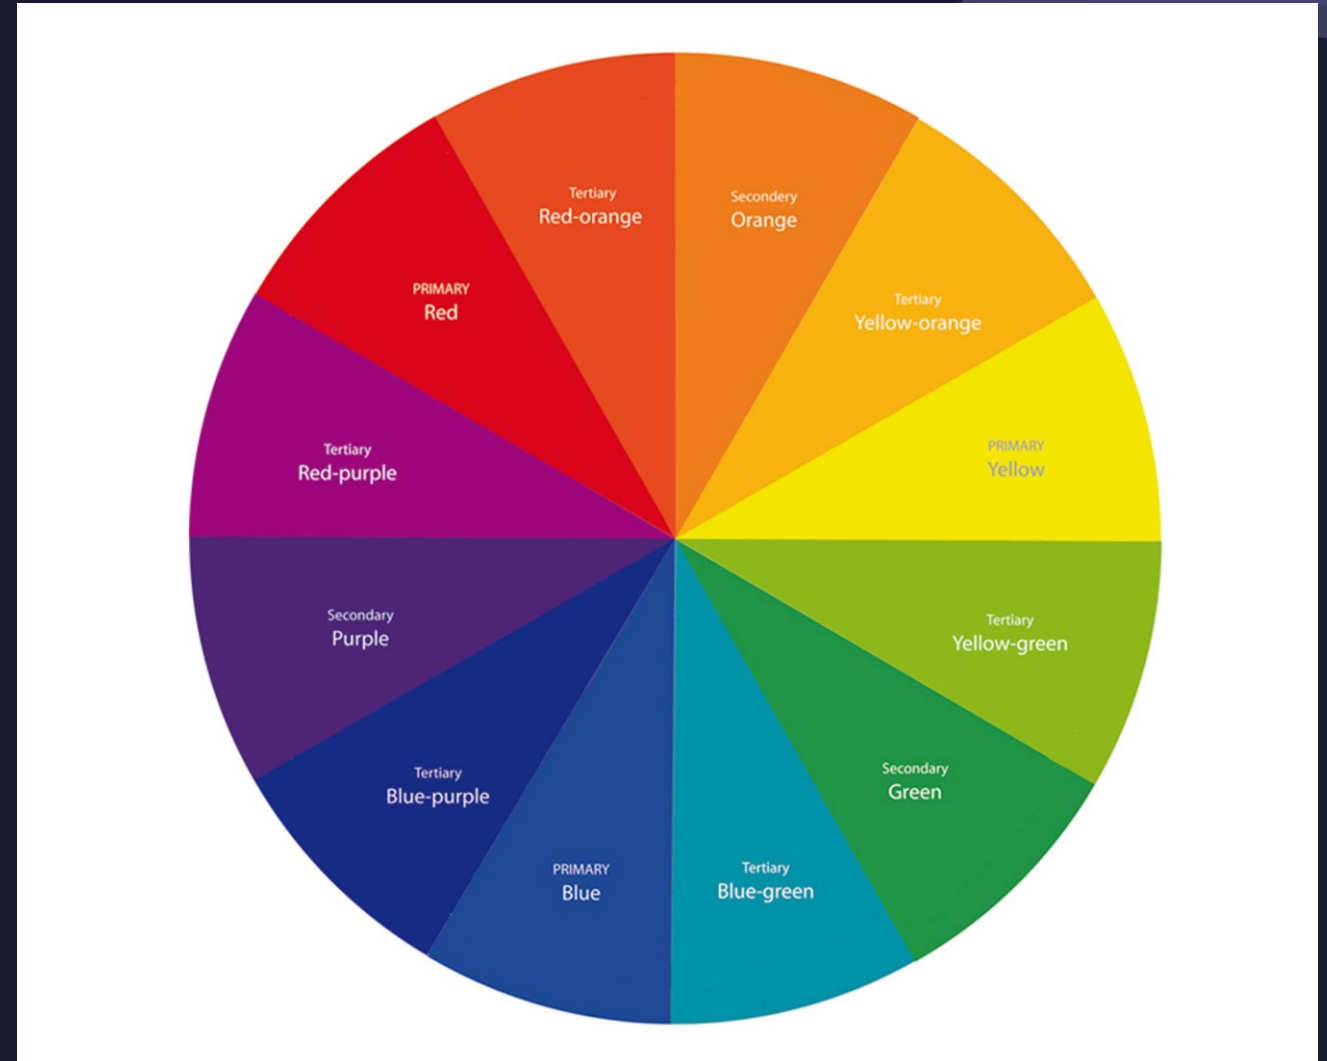 Tertiary
Red-orange
Secondery
Orange
Tertiary
Yellow-orange
PRIMARY
Yellow
Tertiary
Yellow-green
Secondary
Green
Tertiary
Blue-green
PRIMARY
Blue
Tertiary
Blue-purple
Secondary
Purple
Tertiary
Red-purple
PRIMARY
Red